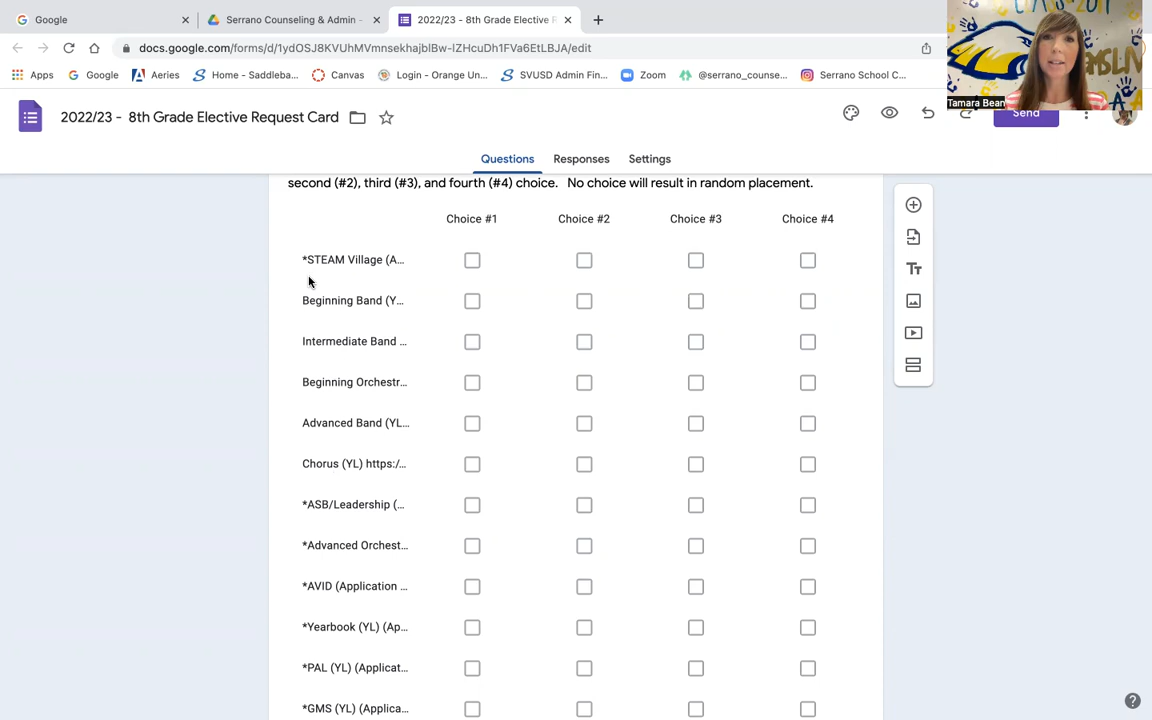 Google
Serrano Counseling & Admin -
2022/23 - 8th Grade Elective R
docs.google.com/forms/d/1ydOSJ8KVUhMVmnsekhajblBw-lZHcuDh1FVa6EtLBJA/edit
Apps
Google
Aeries
Home - Saddleba...
Canvas
Login - Orange Un...
SVUSD Admin Fin...
Zoom
@serrano_counse...
Serrano School C...
Tamara Bean
2022/23 - 8th Grade Elective Request Card
Send
Questions
Responses
Settings
second (#2), third (#3), and fourth (#4) choice. No choice will result in random placement.
Choice #1
Choice #2
Choice #3
Choice #4
*STEAM Village (A...
Beginning Band (Y...
Intermediate Band ...
Beginning Orchestr...
Advanced Band (YL...
Chorus (YL) https:/...
*ASB/Leadership (...
*Advanced Orchest...
*AVID (Application ...
*Yearbook (YL) (Ap...
*PAL (YL) (Applicat...
*GMS (YL) (Applica...